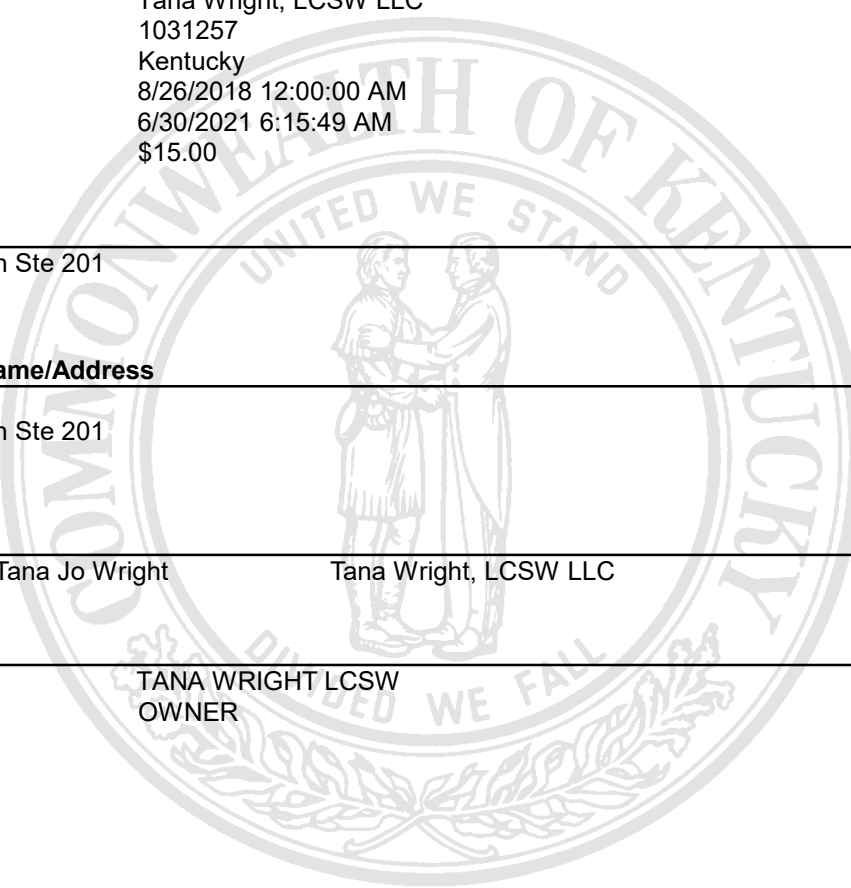 Tana Wright, LCSW LLC
1031257
Kentucky
8/26/2018 12:00:00 AM
6/30/2021 6:15:49 AM
$15.00
Ste 201
ame/Address
Ste 201
Tana Jo Wright Tana Wright, LCSW LLC
TANA WRIGHT LCSW
OWNER
COMMONWEALTH OF KENTUCKY
UNITED WE STAND
DIVIDED WE FALL